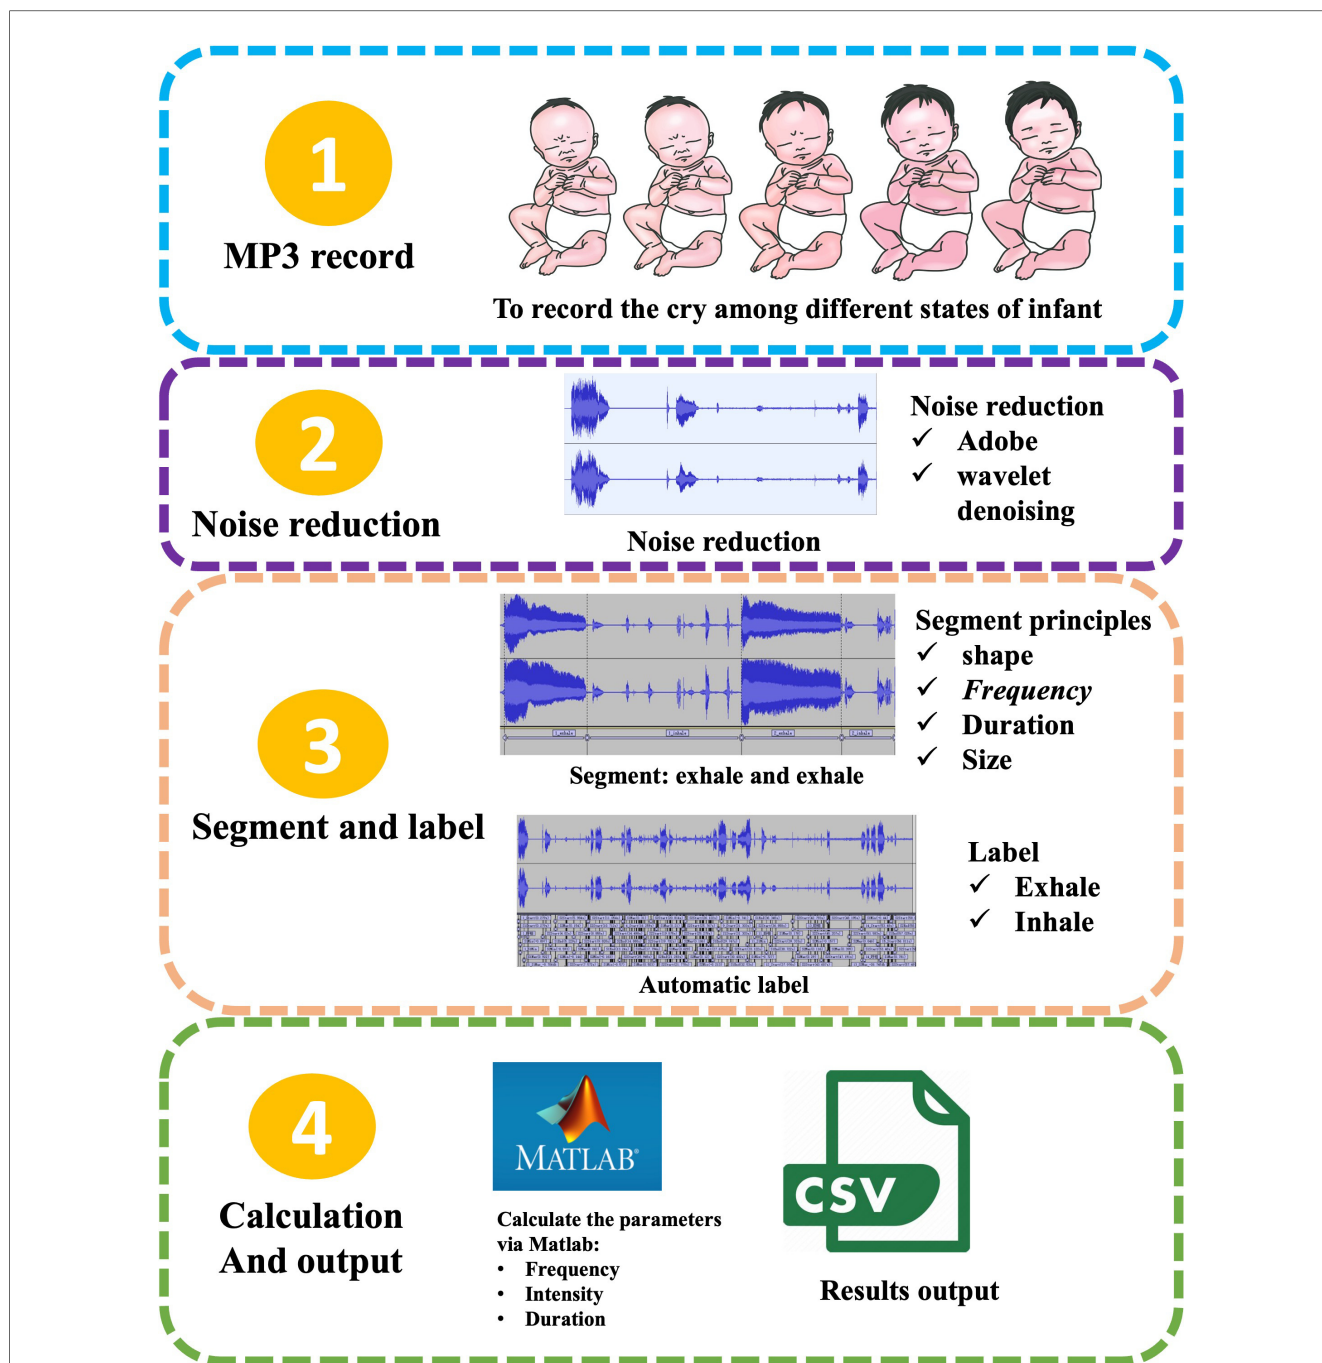 1
MP3 record
To record the cry among different states of infant
2
Noise reduction
Noise reduction
Noise reduction
✓ Adobe
✓ wavelet
denoising
3
Segment and label
Segment: exhale and exhale
Segment principles
✓ shape
✓ Frequency
✓ Duration
✓ Size
Automatic label
Label
✓ Exhale
✓ Inhale
4
Calculation
And output
MATLAB®
Calculate the parameters
via Matlab:
• Frequency
• Intensity
• Duration
CSV
Results output